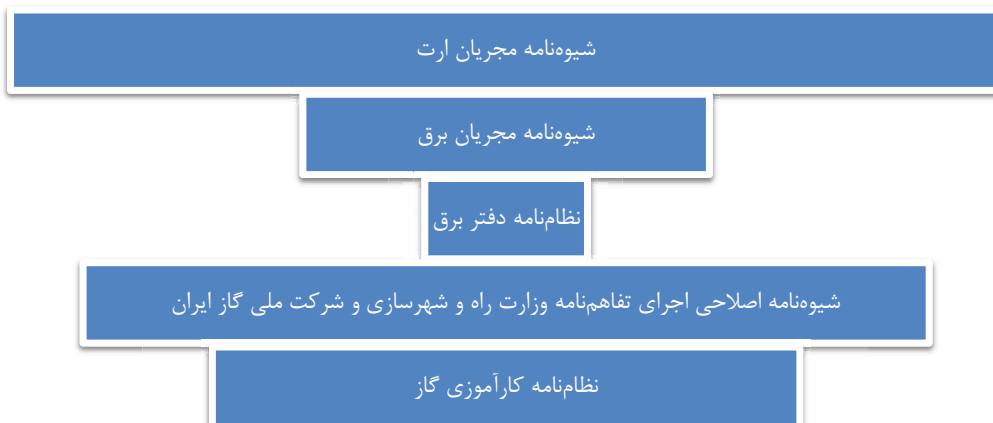 شیوه‌نامه مجریان ارت
شیوه‌نامه مجریان برق
نظام‌نامه دفتر برق
شیوه‌نامه اصلاحی اجرای تفاهم‌نامه وزارت راه و شهرسازی و شرکت ملی گاز ایران
نظام‌نامه کارآموزی گاز